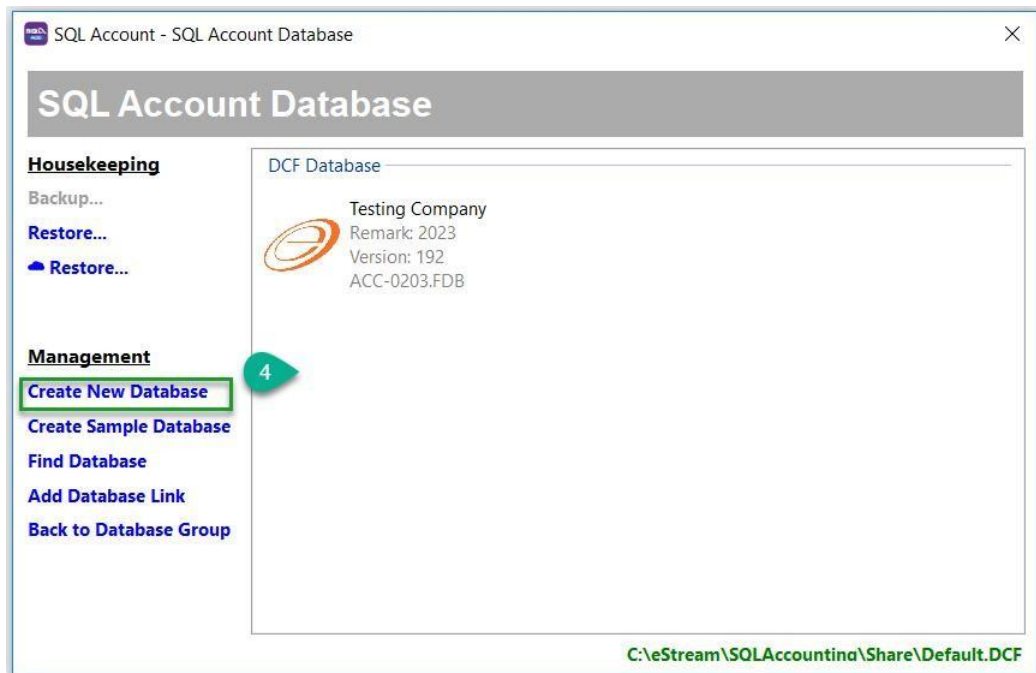 SQL Account - SQL Account Database
SQL Account Database
Housekeeping
Backup...
Restore...
Restore...
Management
Create New Database
Create Sample Database
Find Database
Add Database Link
Back to Database Group
DCF Database
Testing Company
Remark: 2023
Version: 192
ACC-0203.FDB
4
C:\eStream\SQLAccounting\Share\Default.DCF